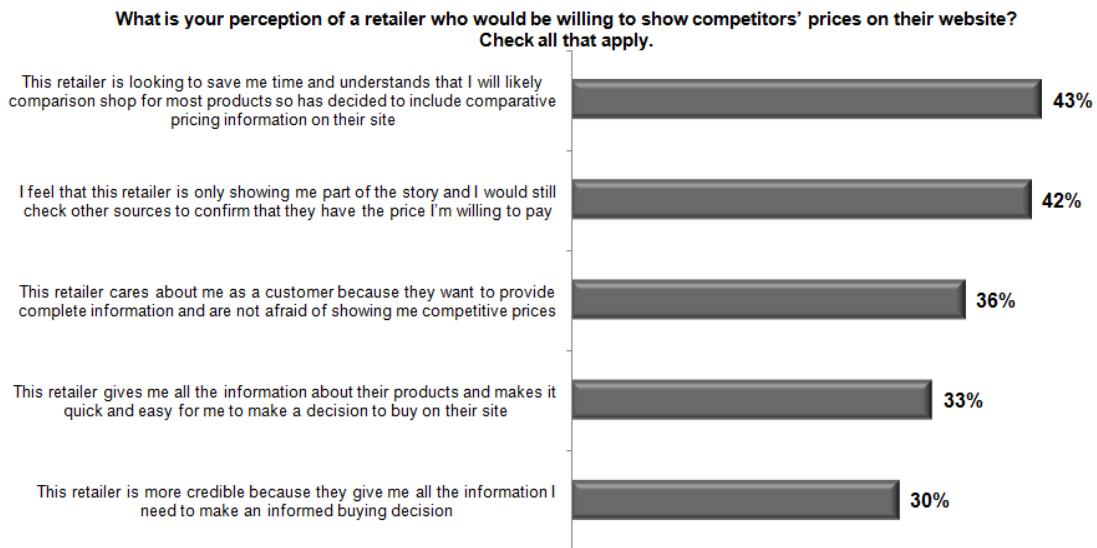 What is your perception of a retailer who would be willing to show competitors’ prices on their website?
Check all that apply.
This retailer is looking to save me time and understands that I will likely
comparison shop for most products so has decided to include comparative
pricing information on their site
43%
I feel that this retailer is only showing me part of the story and I would still
check other sources to confirm that they have the price I’m willing to pay
42%
This retailer cares about me as a customer because they want to provide
complete information and are not afraid of showing me competitive prices
36%
This retailer gives me all the information about their products and makes it
quick and easy for me to make a decision to buy on their site
33%
This retailer is more credible because they give me all the information I
need to make an informed buying decision
30%